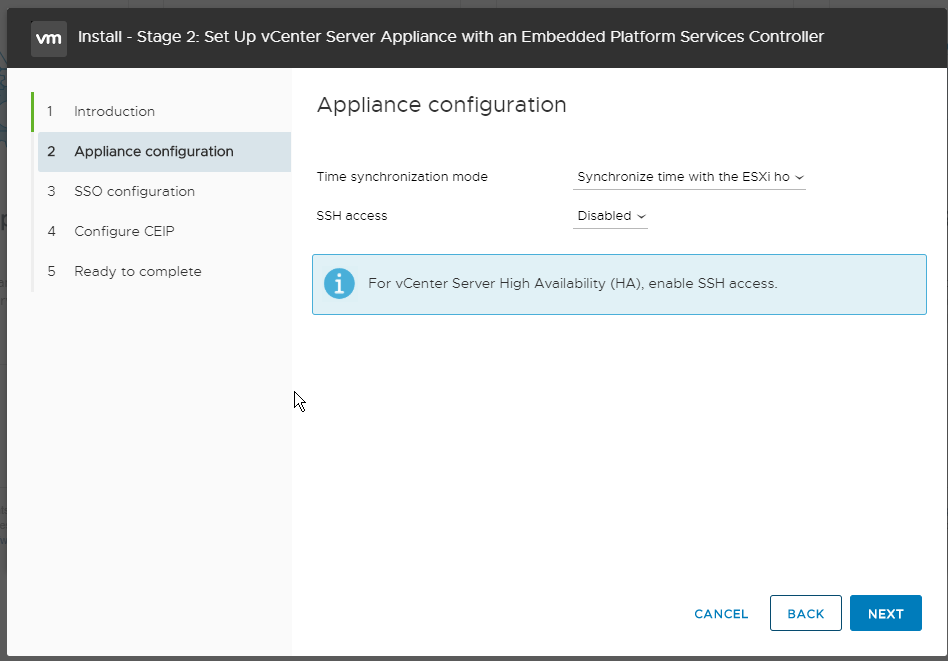 vm Install - Stage 2: Set Up vCenter Server Appliance with an Embedded Platform Services Controller
1 Introduction
2 Appliance configuration
3 SSO configuration
4 Configure CEIP
5 Ready to complete
Appliance configuration
Time synchronization mode Synchronize time with the ESXi ho
SSH access Disabled
i For vCenter Server High Availability (HA), enable SSH access.
CANCEL BACK NEXT